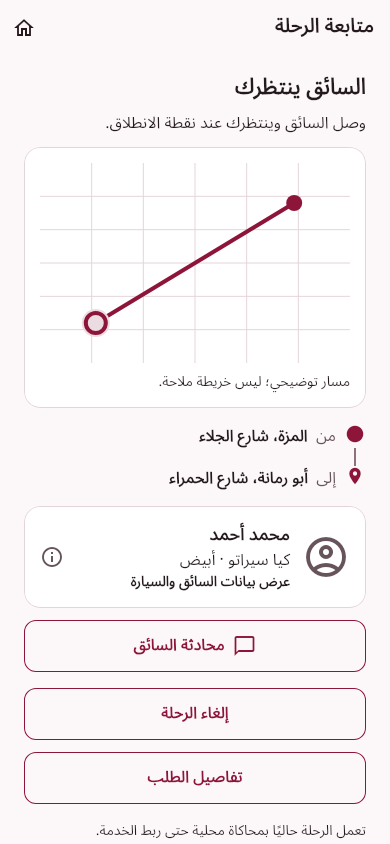 متابعة الرحلة
السائق ينتظرك
وصل السائق وينتظرك عند نقطة الانطلاق.
مسار توضيحي؛ ليس خريطة ملاحة.
من المزة، شارع الجلاء
إلى أبو رمانة، شارع الحمراء
محمد أحمد
كيا سيراتو · أبيض
عرض بيانات السائق والسيارة
محادثة السائق
إلغاء الرحلة
تفاصيل الطلب
تعمل الرحلة حاليًا بمحاكاة محلية حتى ربط الخدمة.